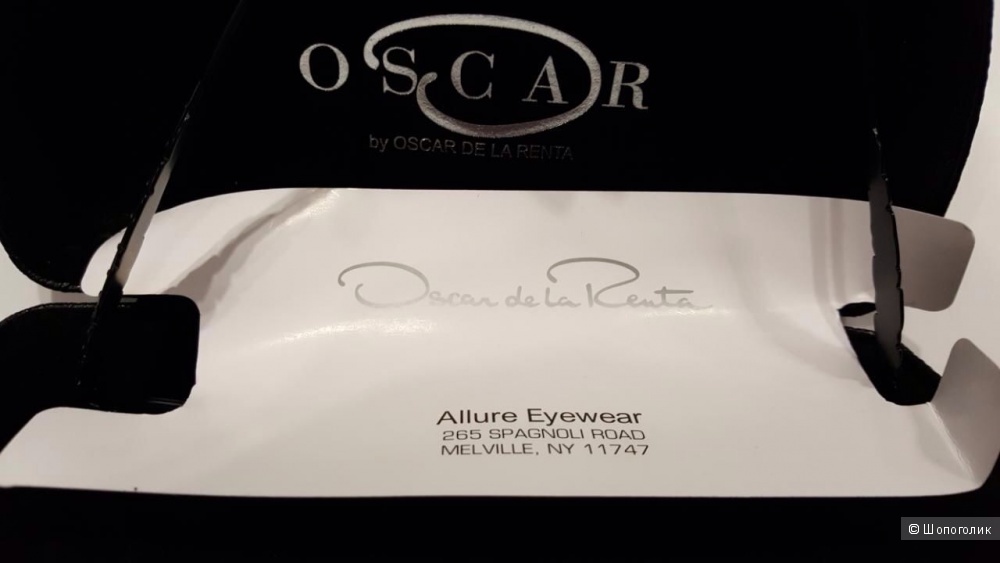 OSCAR
by OSCAR DE LA RENTA
Oscar de la Renta
Allure Eyewear
265 SPAGNOLI ROAD
MELVILLE, NY 11747
© Шопоголик